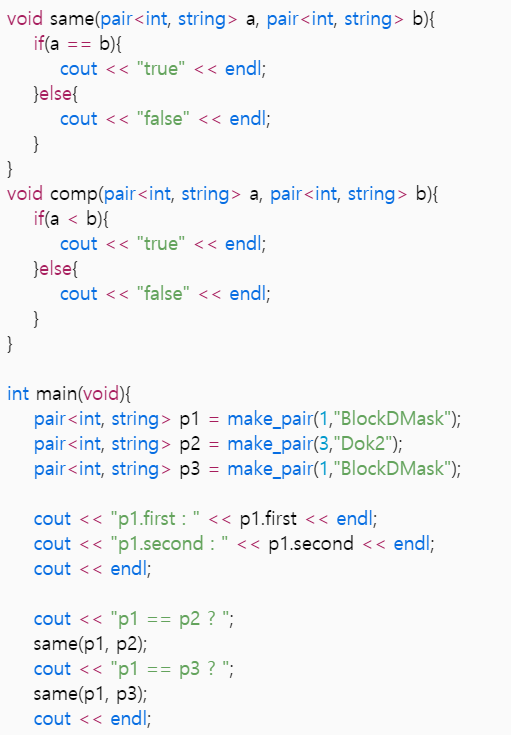 void same(pair<int, string> a, pair<int, string> b){
if(a == b){
cout << "true" << endl;
}else{
cout << "false" << endl;
}
}
void comp(pair<int, string> a, pair<int, string> b){
if(a < b){
cout << "true" << endl;
}else{
cout << "false" << endl;
}
}
int main(void){
pair<int, string> p1 = make_pair(1,"BlockDMask");
pair<int, string> p2 = make_pair(3,"Dok2");
pair<int, string> p3 = make_pair(1,"BlockDMask");
cout << "p1.first : " << p1.first << endl;
cout << "p1.second : " << p1.second << endl;
cout << endl;
cout << "p1 == p2 ? ";
same(p1, p2);
cout << "p1 == p3 ? ";
same(p1, p3);
cout << endl;